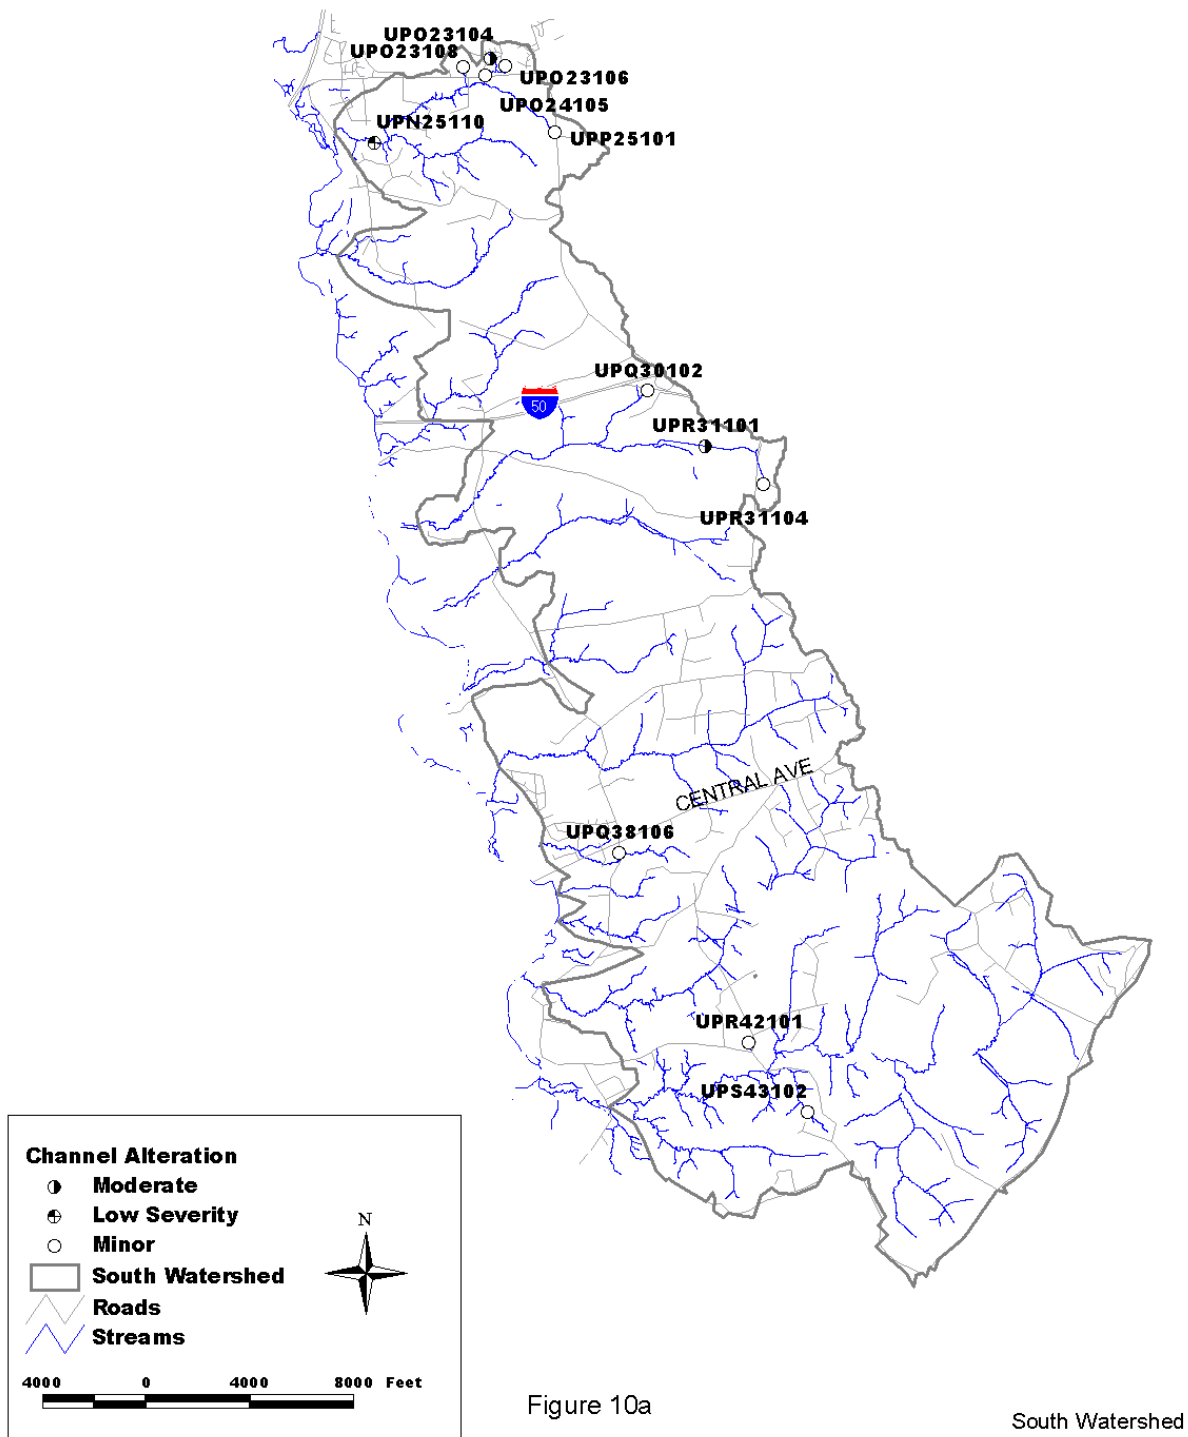 UPO23104
UPO23108
UPO23106
UPO24105
UPN25110
UPP25101
UPQ30102
50
UPR31101
UPR31104
CENTRAL AVE
UPQ38106
UPR42101
UPS43102
Channel Alteration
Moderate
Low Severity
Minor
South Watershed
Roads
Streams
N
4000 0 4000 8000 Feet
Figure 10a
South Watershed